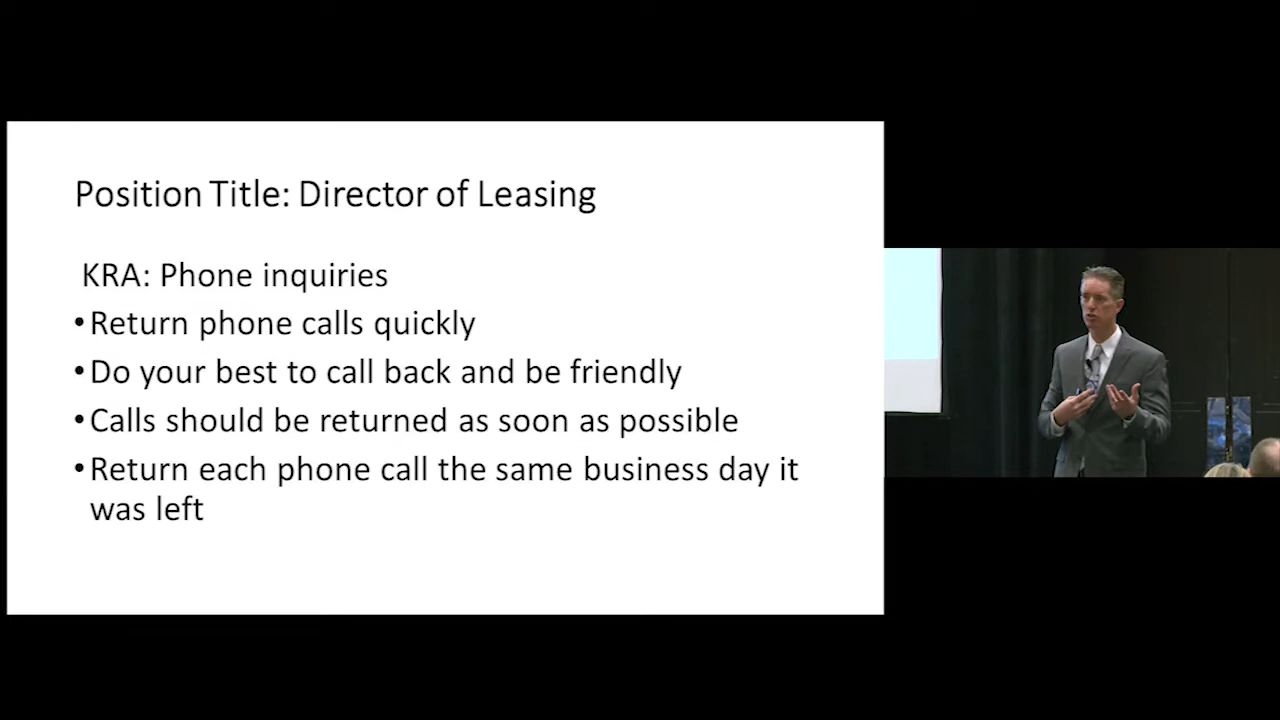 Position Title: Director of Leasing
KRA: Phone inquiries
•Return phone calls quickly
•Do your best to call back and be friendly
•Calls should be returned as soon as possible
•Return each phone call the same business day it
was left